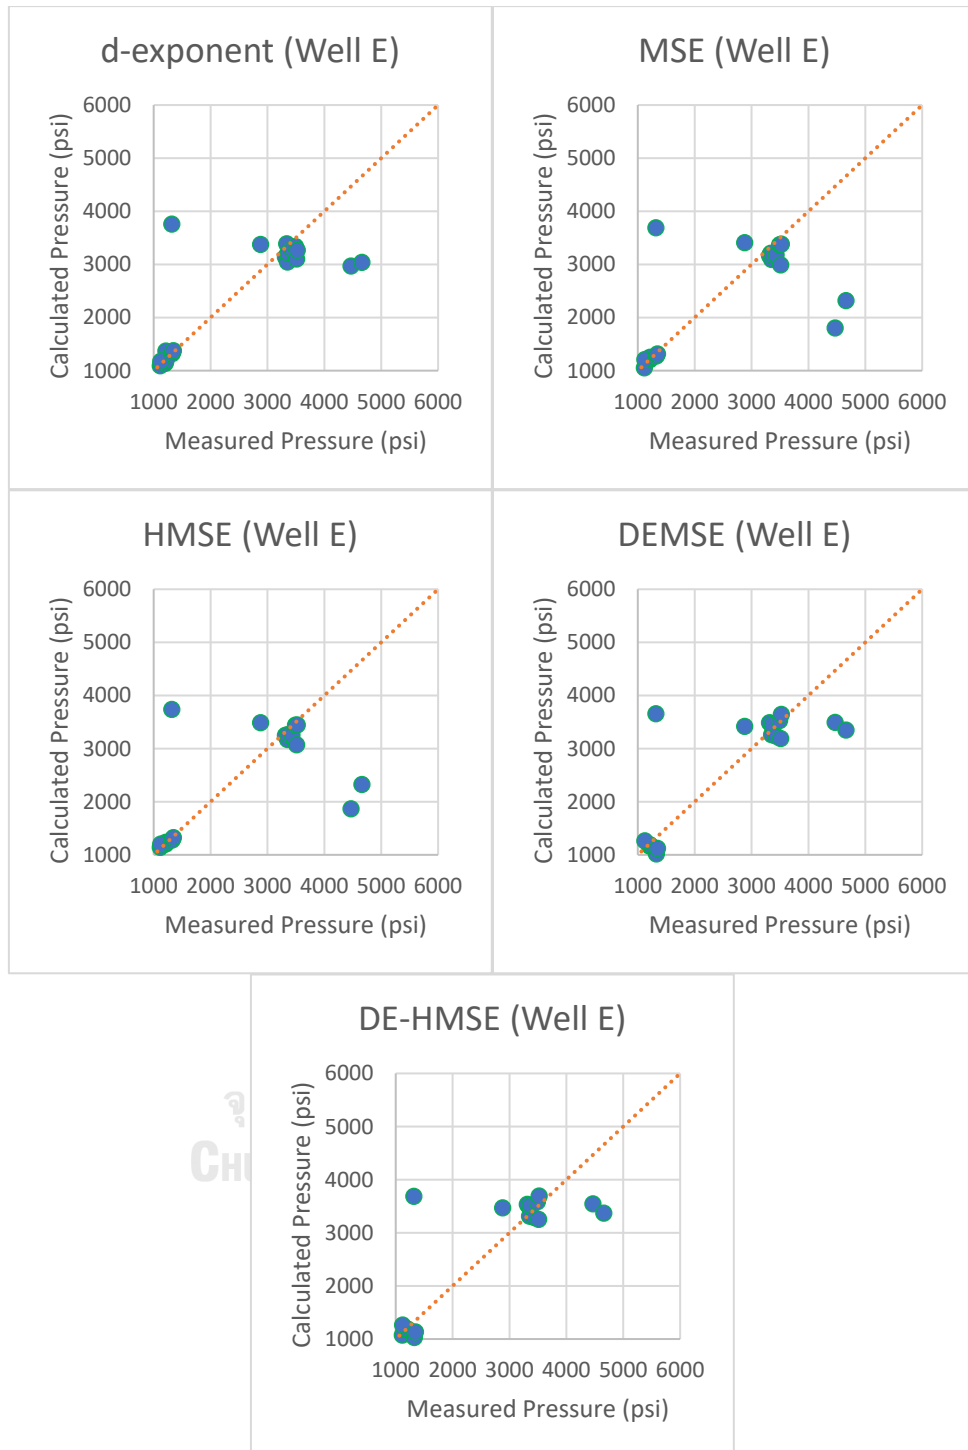 d-exponent (Well E)
Calculated Pressure (psi)
6000
5000
4000
3000
2000
1000
1000 2000 3000 4000 5000 6000
Measured Pressure (psi)
MSE (Well E)
Calculated Pressure (psi)
6000
5000
4000
3000
2000
1000
1000 2000 3000 4000 5000 6000
Measured Pressure (psi)
HMSE (Well E)
Calculated Pressure (psi)
6000
5000
4000
3000
2000
1000
1000 2000 3000 4000 5000 6000
Measured Pressure (psi)
DEMSE (Well E)
Calculated Pressure (psi)
6000
5000
4000
3000
2000
1000
1000 2000 3000 4000 5000 6000
Measured Pressure (psi)
DE-HMSE (Well E)
Calculated Pressure (psi)
6000
5000
4000
3000
2000
1000
1000 2000 3000 4000 5000 6000
Measured Pressure (psi)
จุ